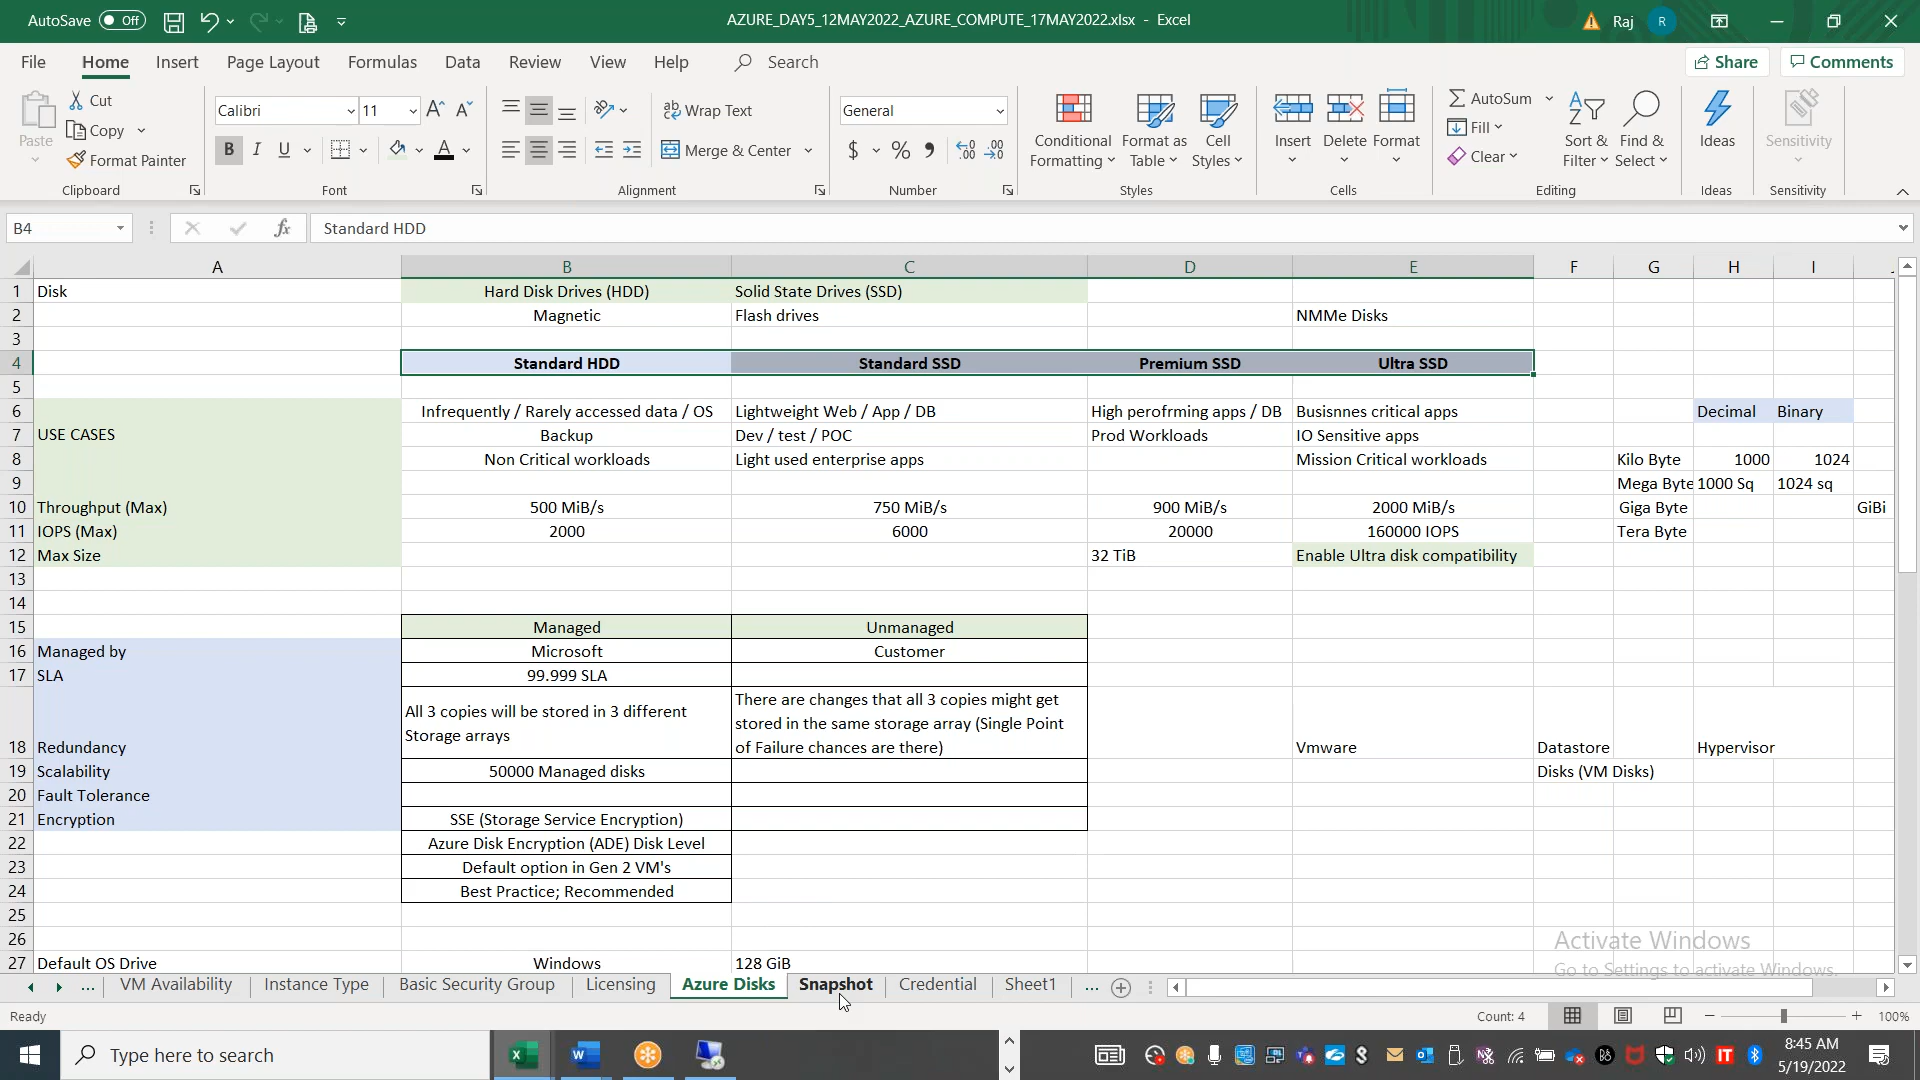 AutoSave Off AZURE_DAY5_12MAY2022_AZURE_COMPUTE_17MAY2022.xlsx - Excel Raj R
File Home Insert Page Layout Formulas Data Review View Help Search Share Comments
Paste Cut Copy Format Painter
Calibri 11
B I U
Wrap Text
Merge & Center
General
$ %
Conditional Formatting Format as Table Cell Styles
Insert Delete Format
AutoSum
Fill
Clear
Sort & Filter Find & Select
Ideas
Sensitivity
Clipboard Font Alignment Number Styles Cells Editing Ideas Sensitivity
B4 fx Standard HDD
A B C D E F G H I
1 Disk Hard Disk Drives (HDD) Solid State Drives (SSD)
2 Magnetic Flash drives NMMe Disks
3
4 Standard HDD Standard SSD Premium SSD Ultra SSD
5
6 Infrequently / Rarely accessed data / OS Lightweight Web / App / DB High perofrming apps / DB Busisnnes critical apps Decimal Binary
7 USE CASES Backup Dev / test / POC Prod Workloads IO Sensitive apps
8 Non Critical workloads Light used enterprise apps Mission Critical workloads Kilo Byte 1000 1024
9 Mega Byte 1000 Sq 1024 sq
10 Throughput (Max) 500 MiB/s 750 MiB/s 900 MiB/s 2000 MiB/s Giga Byte GiBi
11 IOPS (Max) 2000 6000 20000 160000 IOPS Tera Byte
12 Max Size 32 TiB Enable Ultra disk compatibility
13
14
15 Managed Unmanaged
16 Managed by Microsoft Customer
17 SLA 99.999 SLA
18 Redundancy All 3 copies will be stored in 3 different
Storage arrays
There are changes that all 3 copies might get
stored in the same storage array (Single Point
of Failure chances are there)
Vmware Datastore Hypervisor
19 Scalability 50000 Managed disks Disks (VM Disks)
20 Fault Tolerance
21 Encryption SSE (Storage Service Encryption)
22 Azure Disk Encryption (ADE) Disk Level
23 Default option in Gen 2 VM's
24 Best Practice; Recommended
25
26
27 Default OS Drive Windows 128 GiB
Activate Windows
Go to Settings to activate Windows.
... VM Availability Instance Type Basic Security Group Licensing Azure Disks Snapshot Credential Sheet1 ...
Ready Count: 4 100%
Type here to search
8:45 AM
5/19/2022